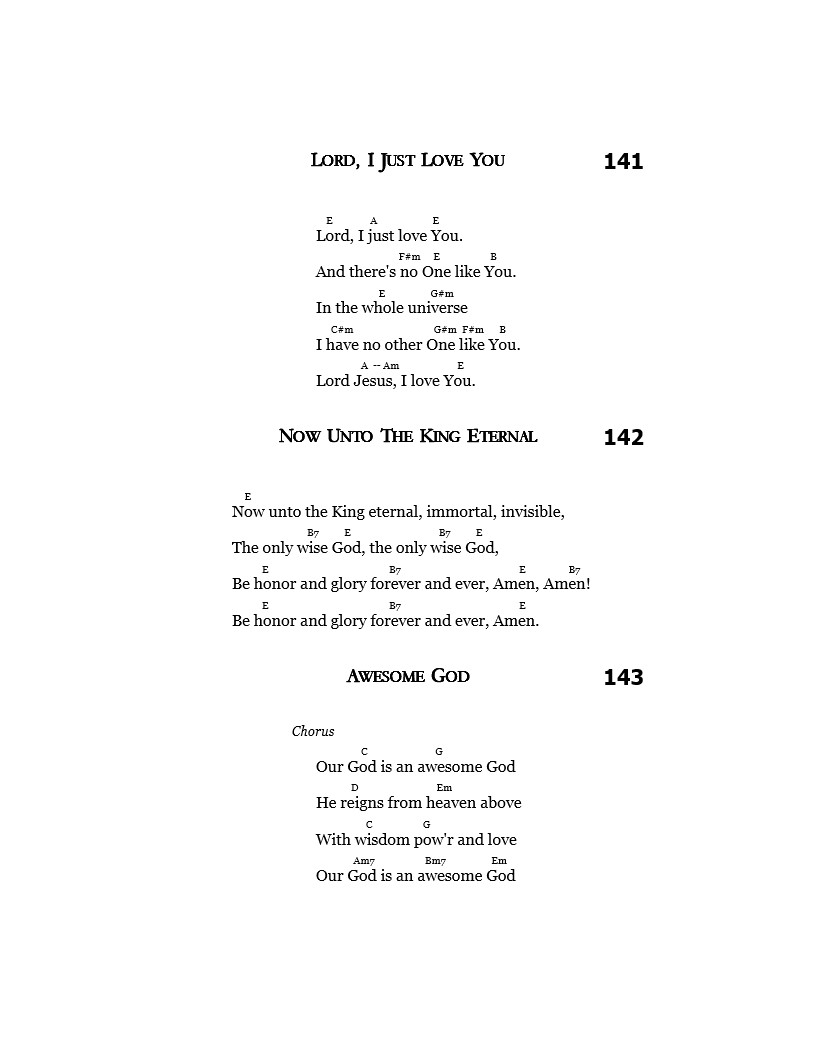 LORD, I JUST LOVE YOU 141
E A E
Lord, I just love You.
F#m E B
And there's no One like You.
E G#m
In the whole universe
C#m G#m F#m B
I have no other One like You.
A -- Am E
Lord Jesus, I love You.
NOW UNTO THE KING ETERNAL 142
E
Now unto the King eternal, immortal, invisible,
B7 E B7 E
The only wise God, the only wise God,
E B7 E B7
Be honor and glory forever and ever, Amen, Amen!
E B7 E
Be honor and glory forever and ever, Amen.
AWESOME GOD 143
Chorus
C G
Our God is an awesome God
D Em
He reigns from heaven above
C G
With wisdom pow'r and love
Am7 Bm7 Em
Our God is an awesome God